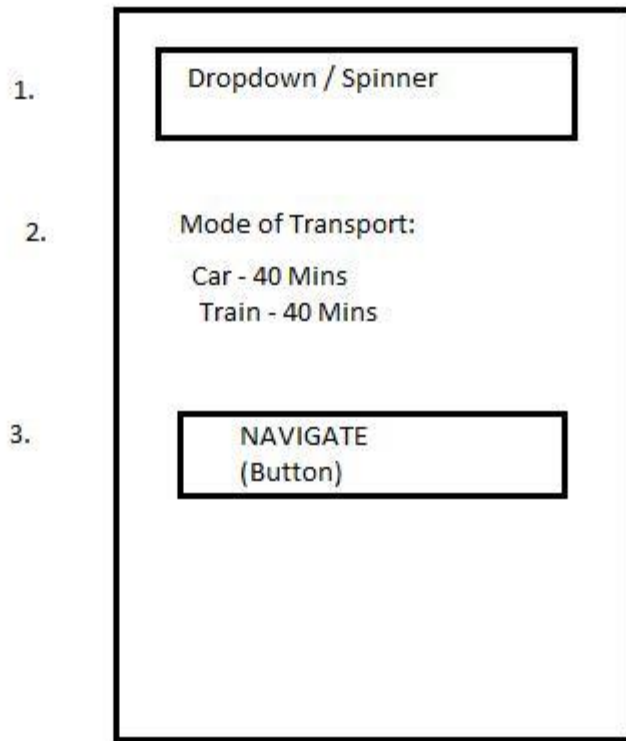 1.
Dropdown / Spinner
2.
Mode of Transport:
Car - 40 Mins
Train - 40 Mins
3.
NAVIGATE
(Button)